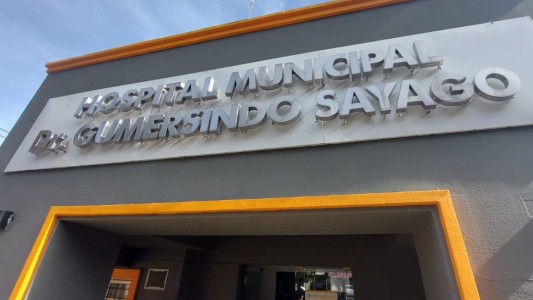 HOSPITAL MUNICIPAL
Dr. GUMERSINDO SAYAGO